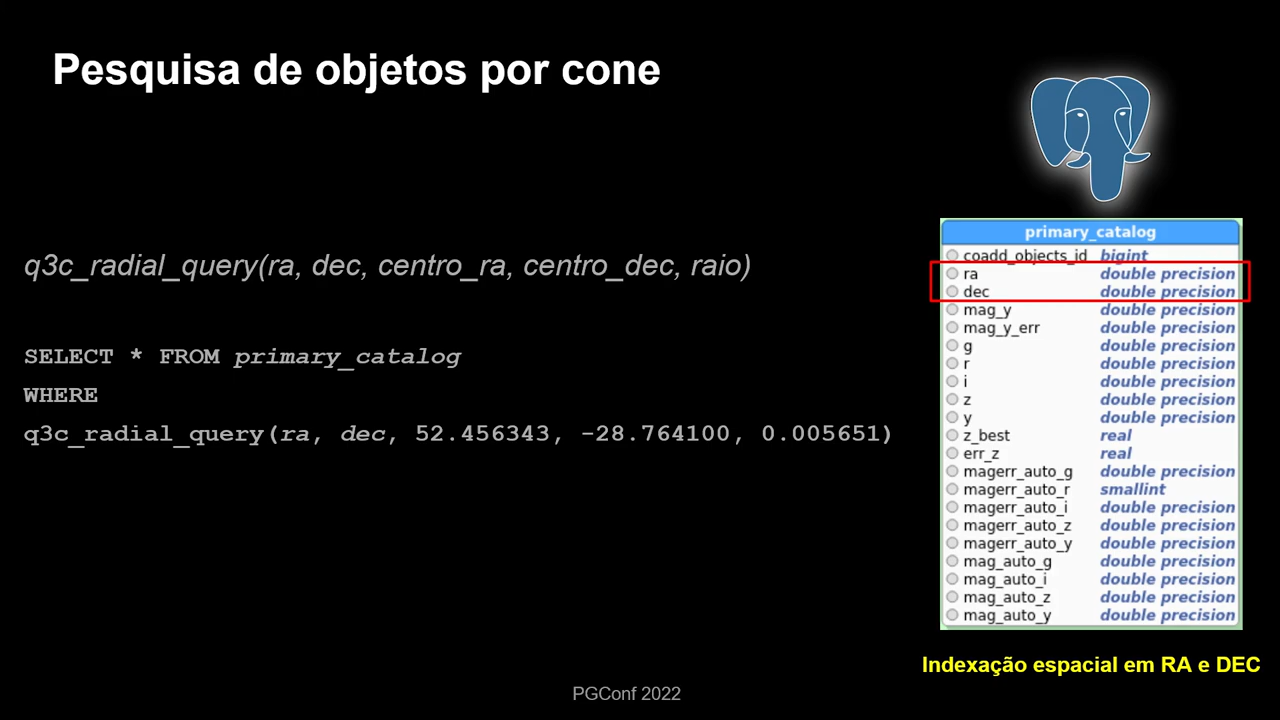 Pesquisa de objetos por cone
q3c_radial_query(ra, dec, centro_ra, centro_dec, raio)
SELECT * FROM primary_catalog
WHERE
q3c_radial_query(ra, dec, 52.456343, -28.764100, 0.005651)
primary_catalog
coadd_objects_id bigint
ra double precision
dec double precision
mag_y double precision
mag_y_err double precision
g double precision
r double precision
i double precision
z double precision
y double precision
z_best real
err_z real
magerr_auto_g double precision
magerr_auto_r smallint
magerr_auto_i double precision
magerr_auto_z double precision
magerr_auto_y double precision
mag_auto_g double precision
mag_auto_i double precision
mag_auto_z double precision
mag_auto_y double precision
Indexação espacial em RA e DEC
PGConf 2022